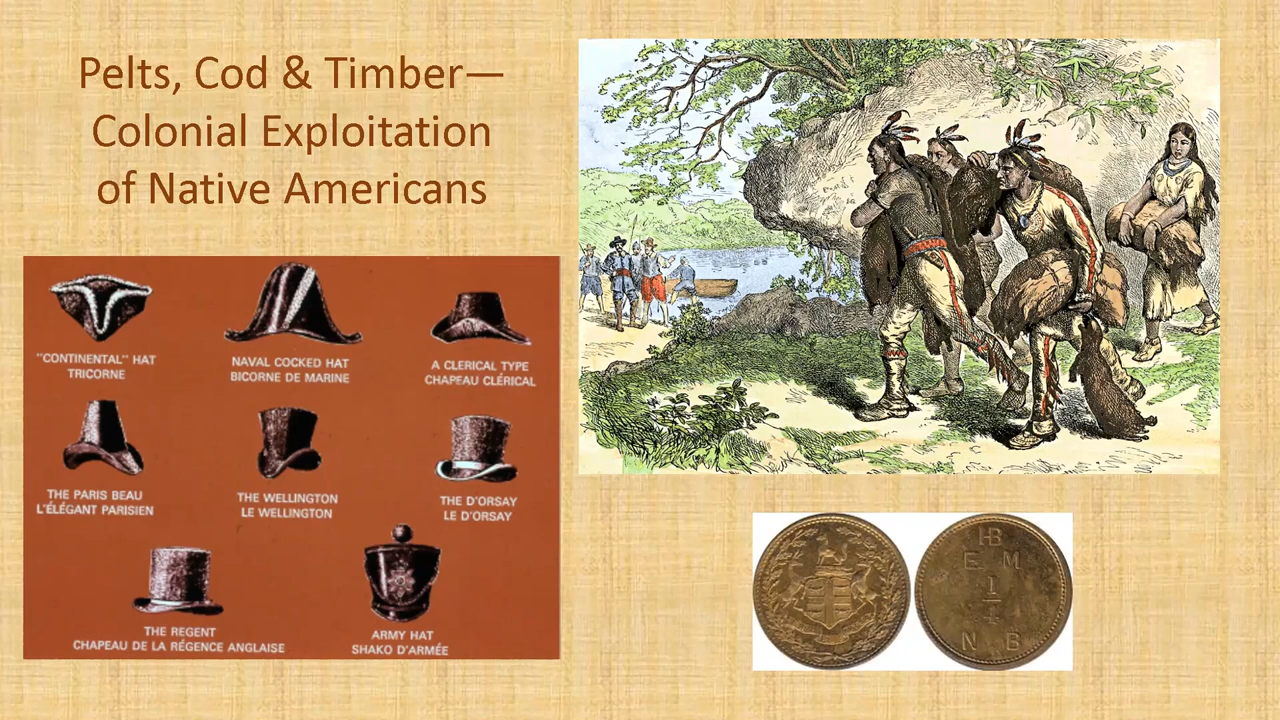 Pelts, Cod & Timber—
Colonial Exploitation
of Native Americans
"CONTINENTAL" HAT
TRICORNE
NAVAL COCKED HAT
BICORNE DE MARINE
A CLERICAL TYPE
CHAPEAU CLÉRICAL
THE PARIS BEAU
L'ÉLÉGANT PARISIEN
THE WELLINGTON
LE WELLINGTON
THE D'ORSAY
LE D'ORSAY
THE REGENT
CHAPEAU DE LA RÉGENCE ANGLAISE
ARMY HAT
SHAKO D'ARMÉE
HB
E M
1
4
N B